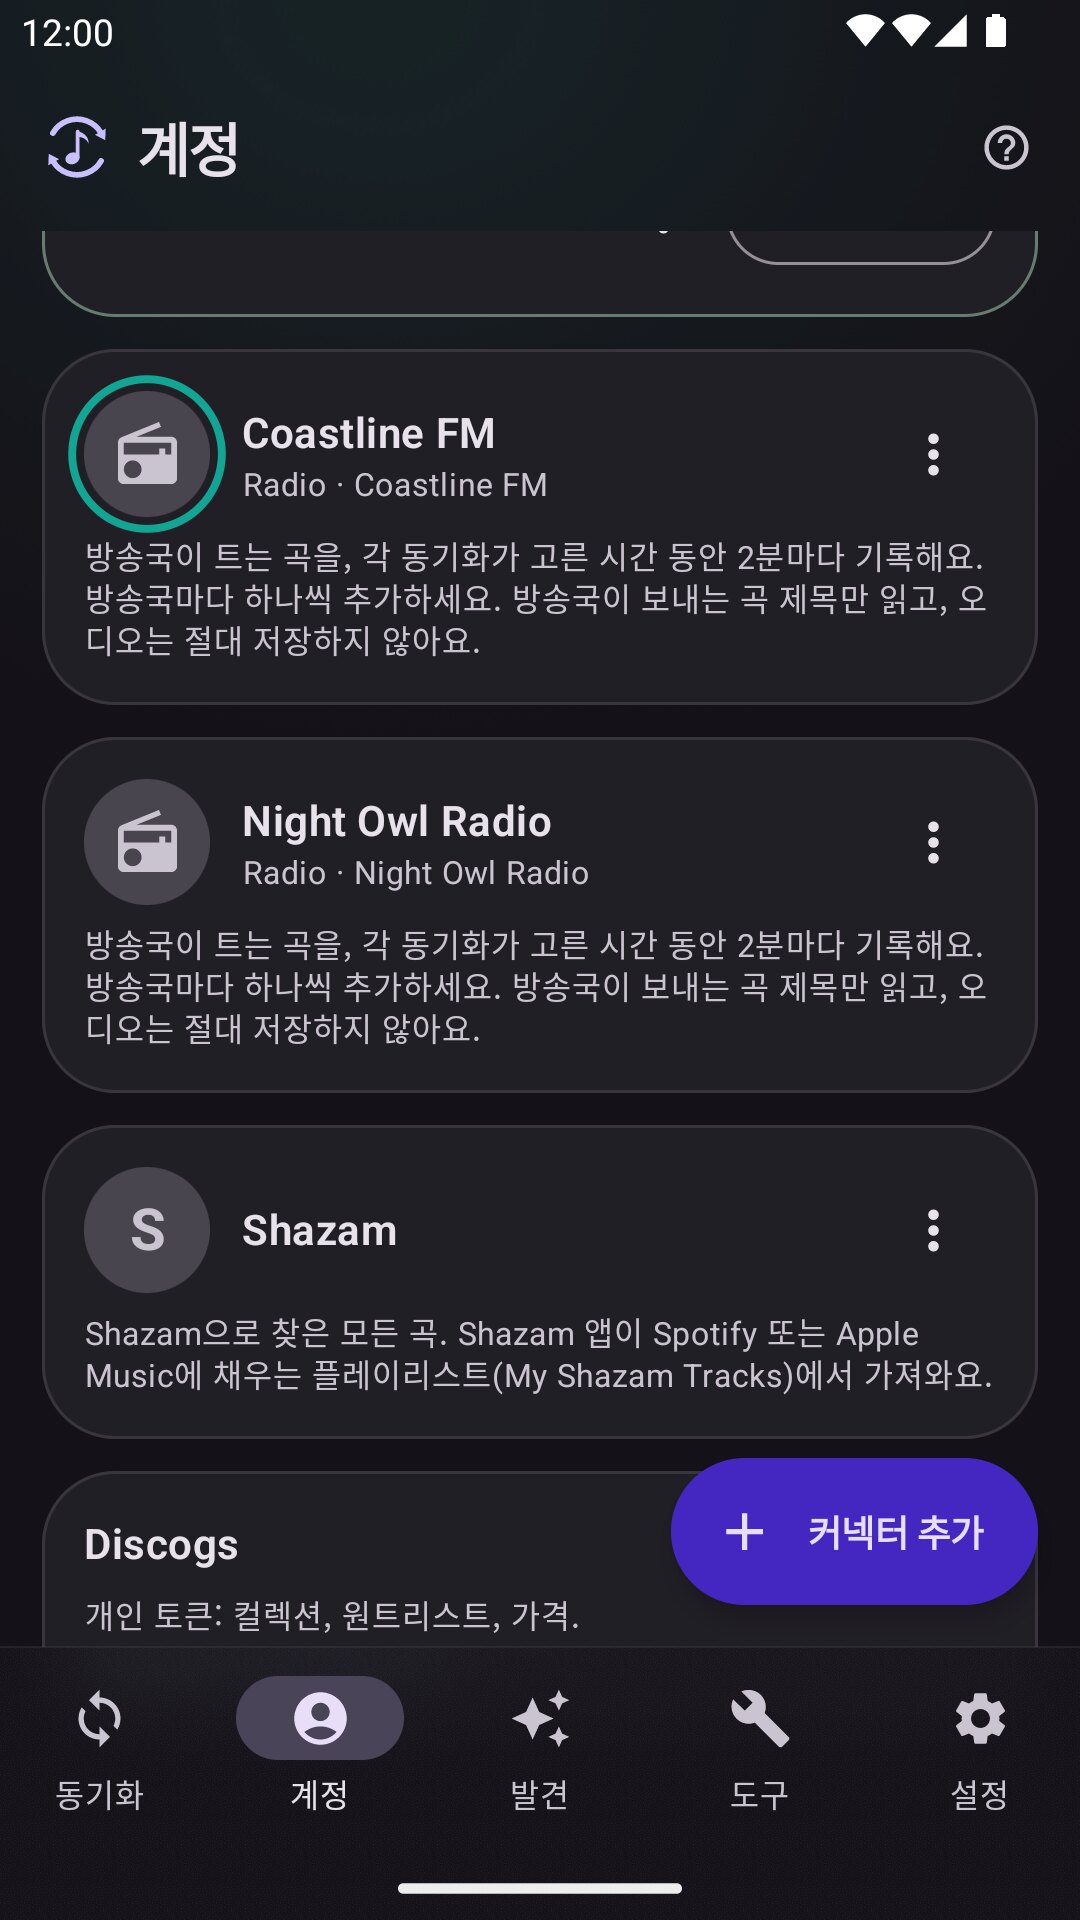 12:00
계정
Coastline FM
Radio · Coastline FM
방송국이 트는 곡을, 각 동기화가 고른 시간 동안 2분마다 기록해요.
방송국마다 하나씩 추가하세요. 방송국이 보내는 곡 제목만 읽고, 오
디오는 절대 저장하지 않아요.
Night Owl Radio
Radio · Night Owl Radio
방송국이 트는 곡을, 각 동기화가 고른 시간 동안 2분마다 기록해요.
방송국마다 하나씩 추가하세요. 방송국이 보내는 곡 제목만 읽고, 오
디오는 절대 저장하지 않아요.
S
Shazam
Shazam으로 찾은 모든 곡. Shazam 앱이 Spotify 또는 Apple
Music에 채우는 플레이리스트(My Shazam Tracks)에서 가져와요.
Discogs
개인 토큰: 컬렉션, 원트리스트, 가격.
커넥터 추가
동기화
계정
발견
도구
설정